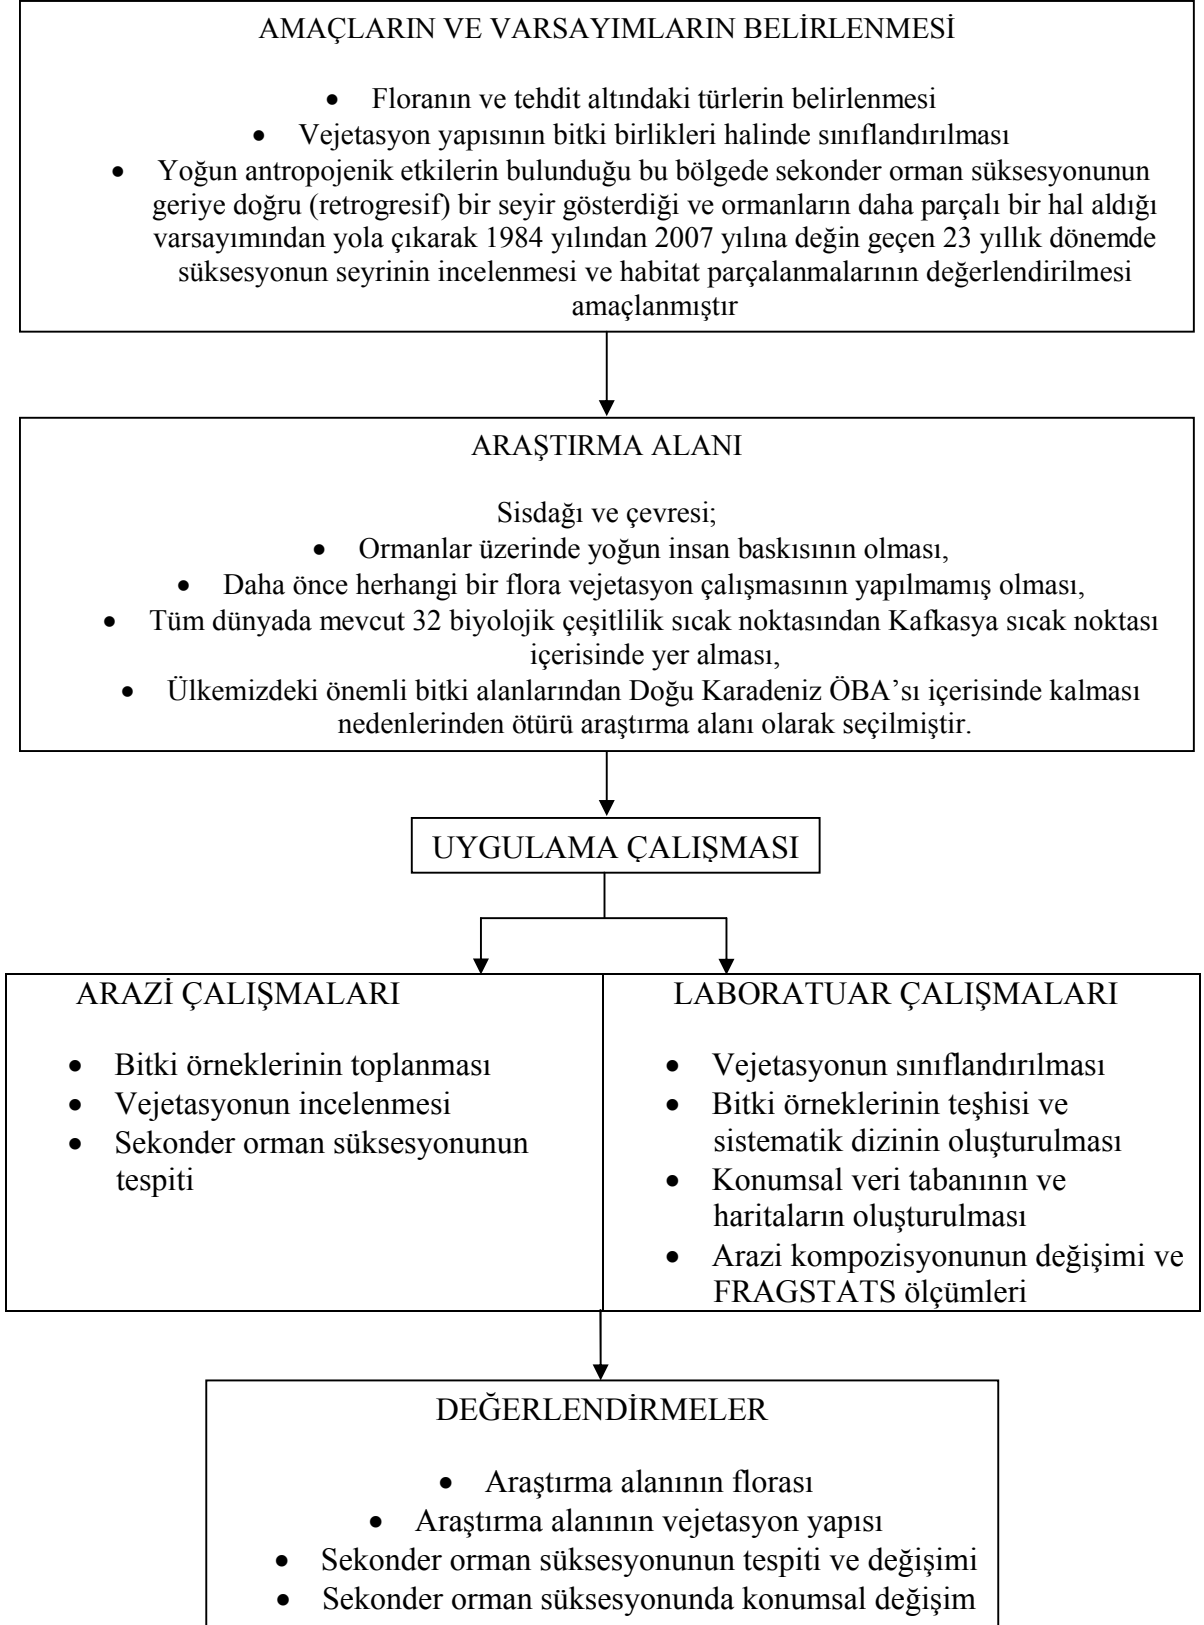 AMAÇLARIN VE VARSAYIMLARIN BELİRLENMESİ
• Floranın ve tehdit altındaki türlerin belirlenmesi
• Vejetasyon yapısının bitki birlikleri halinde sınıflandırılması
• Yoğun antropojenik etkilerin bulunduğu bu bölgede sekonder orman süksesyonunun
geriye doğru (retrogresif) bir seyir gösterdiği ve ormanların daha parçalı bir hal aldığı
varsayımından yola çıkarak 1984 yılından 2007 yılına değin geçen 23 yıllık dönemde
süksesyonun seyrinin incelenmesi ve habitat parçalanmalarının değerlendirilmesi
amaçlanmıştır
ARAŞTIRMA ALANI
Sisdağı ve çevresi;
• Ormanlar üzerinde yoğun insan baskısının olması,
• Daha önce herhangi bir flora vejetasyon çalışmasının yapılmamış olması,
• Tüm dünyada mevcut 32 biyolojik çeşitlilik sıcak noktasından Kafkasya sıcak noktası
içerisinde yer alması,
• Ülkemizdeki önemli bitki alanlarından Doğu Karadeniz ÖBA’sı içerisinde kalması
nedenlerinden ötürü araştırma alanı olarak seçilmiştir.
UYGULAMA ÇALIŞMASI
ARAZİ ÇALIŞMALARI
• Bitki örneklerinin toplanması
• Vejetasyonun incelenmesi
• Sekonder orman süksesyonunun
tespiti
LABORATUAR ÇALIŞMALARI
• Vejetasyonun sınıflandırılması
• Bitki örneklerinin teşhisi ve
sistematik dizinin oluşturulması
• Konumsal veri tabanının ve
haritaların oluşturulması
• Arazi kompozisyonunun değişimi ve
FRAGSTATS ölçümleri
DEĞERLENDİRMELER
• Araştırma alanının florası
• Araştırma alanının vejetasyon yapısı
• Sekonder orman süksesyonunun tespiti ve değişimi
• Sekonder orman süksesyonunda konumsal değişim